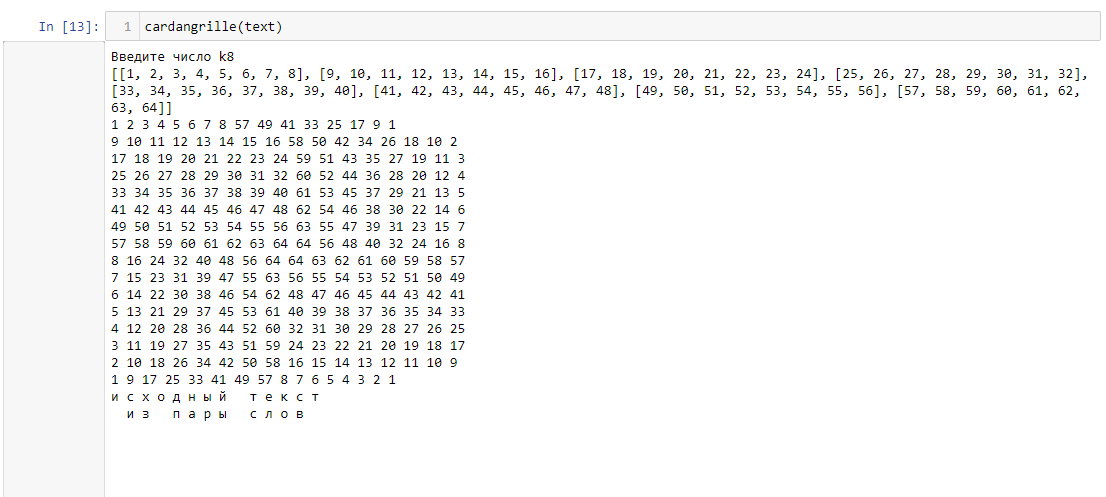 In [13]: 1 cardangrille(text)
Введите число k8
[[1, 2, 3, 4, 5, 6, 7, 8], [9, 10, 11, 12, 13, 14, 15, 16], [17, 18, 19, 20, 21, 22, 23, 24], [25, 26, 27, 28, 29, 30, 31, 32],
[33, 34, 35, 36, 37, 38, 39, 40], [41, 42, 43, 44, 45, 46, 47, 48], [49, 50, 51, 52, 53, 54, 55, 56], [57, 58, 59, 60, 61, 62,
63, 64]]
1 2 3 4 5 6 7 8 57 49 41 33 25 17 9 1
9 10 11 12 13 14 15 16 58 50 42 34 26 18 10 2
17 18 19 20 21 22 23 24 59 51 43 35 27 19 11 3
25 26 27 28 29 30 31 32 60 52 44 36 28 20 12 4
33 34 35 36 37 38 39 40 61 53 45 37 29 21 13 5
41 42 43 44 45 46 47 48 62 54 46 38 30 22 14 6
49 50 51 52 53 54 55 56 63 55 47 39 31 23 15 7
57 58 59 60 61 62 63 64 64 56 48 40 32 24 16 8
8 16 24 32 40 48 56 64 64 63 62 61 60 59 58 57
7 15 23 31 39 47 55 63 56 55 54 53 52 51 50 49
6 14 22 30 38 46 54 62 48 47 46 45 44 43 42 41
5 13 21 29 37 45 53 61 40 39 38 37 36 35 34 33
4 12 20 28 36 44 52 60 32 31 30 29 28 27 26 25
3 11 19 27 35 43 51 59 24 23 22 21 20 19 18 17
2 10 18 26 34 42 50 58 16 15 14 13 12 11 10 9
1 9 17 25 33 41 49 57 8 7 6 5 4 3 2 1
и с х о д н ы й   т е к с т
  и з   п а р ы   с л о в